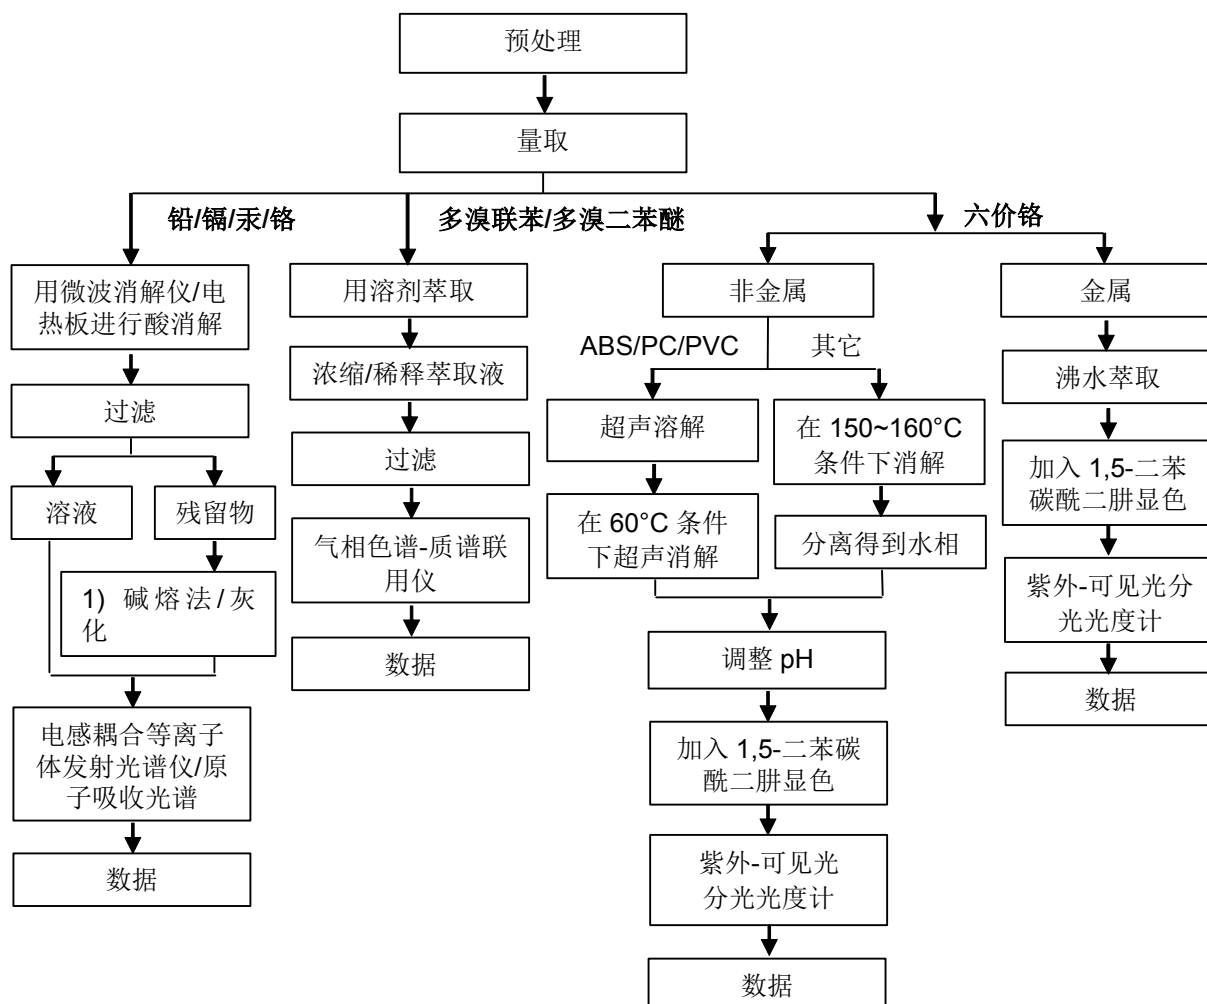 预处理
量取
铅/镉/汞/铬
多溴联苯/多溴二苯醚
六价铬
用微波消解仪/电
热板进行酸消解
过滤
溶液
残留物
1) 碱熔法/灰
化
电感耦合等离子
体发射光谱仪/原
子吸收光谱
数据
用溶剂萃取
浓缩/稀释萃取液
过滤
气相色谱-质谱联
用仪
数据
非金属
ABS/PC/PVC
其它
超声溶解
在 60°C 条件
下超声消解
在 150~160°C
条件下消解
分离得到水相
调整 pH
加入 1,5-二苯碳
酰二肼显色
紫外-可见光
分光光度计
数据
金属
沸水萃取
加入 1,5-二苯
碳酰二肼显色
紫外-可见光分
光光度计
数据